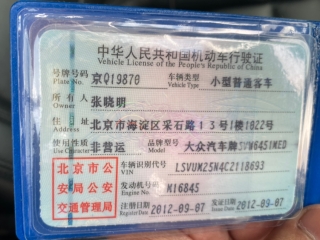 中华人民共和国机动车行驶证
Vehicle License of the People's Republic of China
号牌号码 京Q19870 车辆类型 小型普通客车
Plate No. Vehicle Type
所有人 张晓明
Owner
住址 北京市海淀区采石路13号1楼1022号
Address
使用性质 非营运 品牌型号 大众汽车牌SVW6451MED
Use Character Model
北京市公安局公安交通管理局
车辆识别代号 LSVUM25N4C2118693
VIN
发动机号码 M16845
Engine No.
注册日期 2012-09-07 发证日期 2012-09-07
Register Date Issue Date